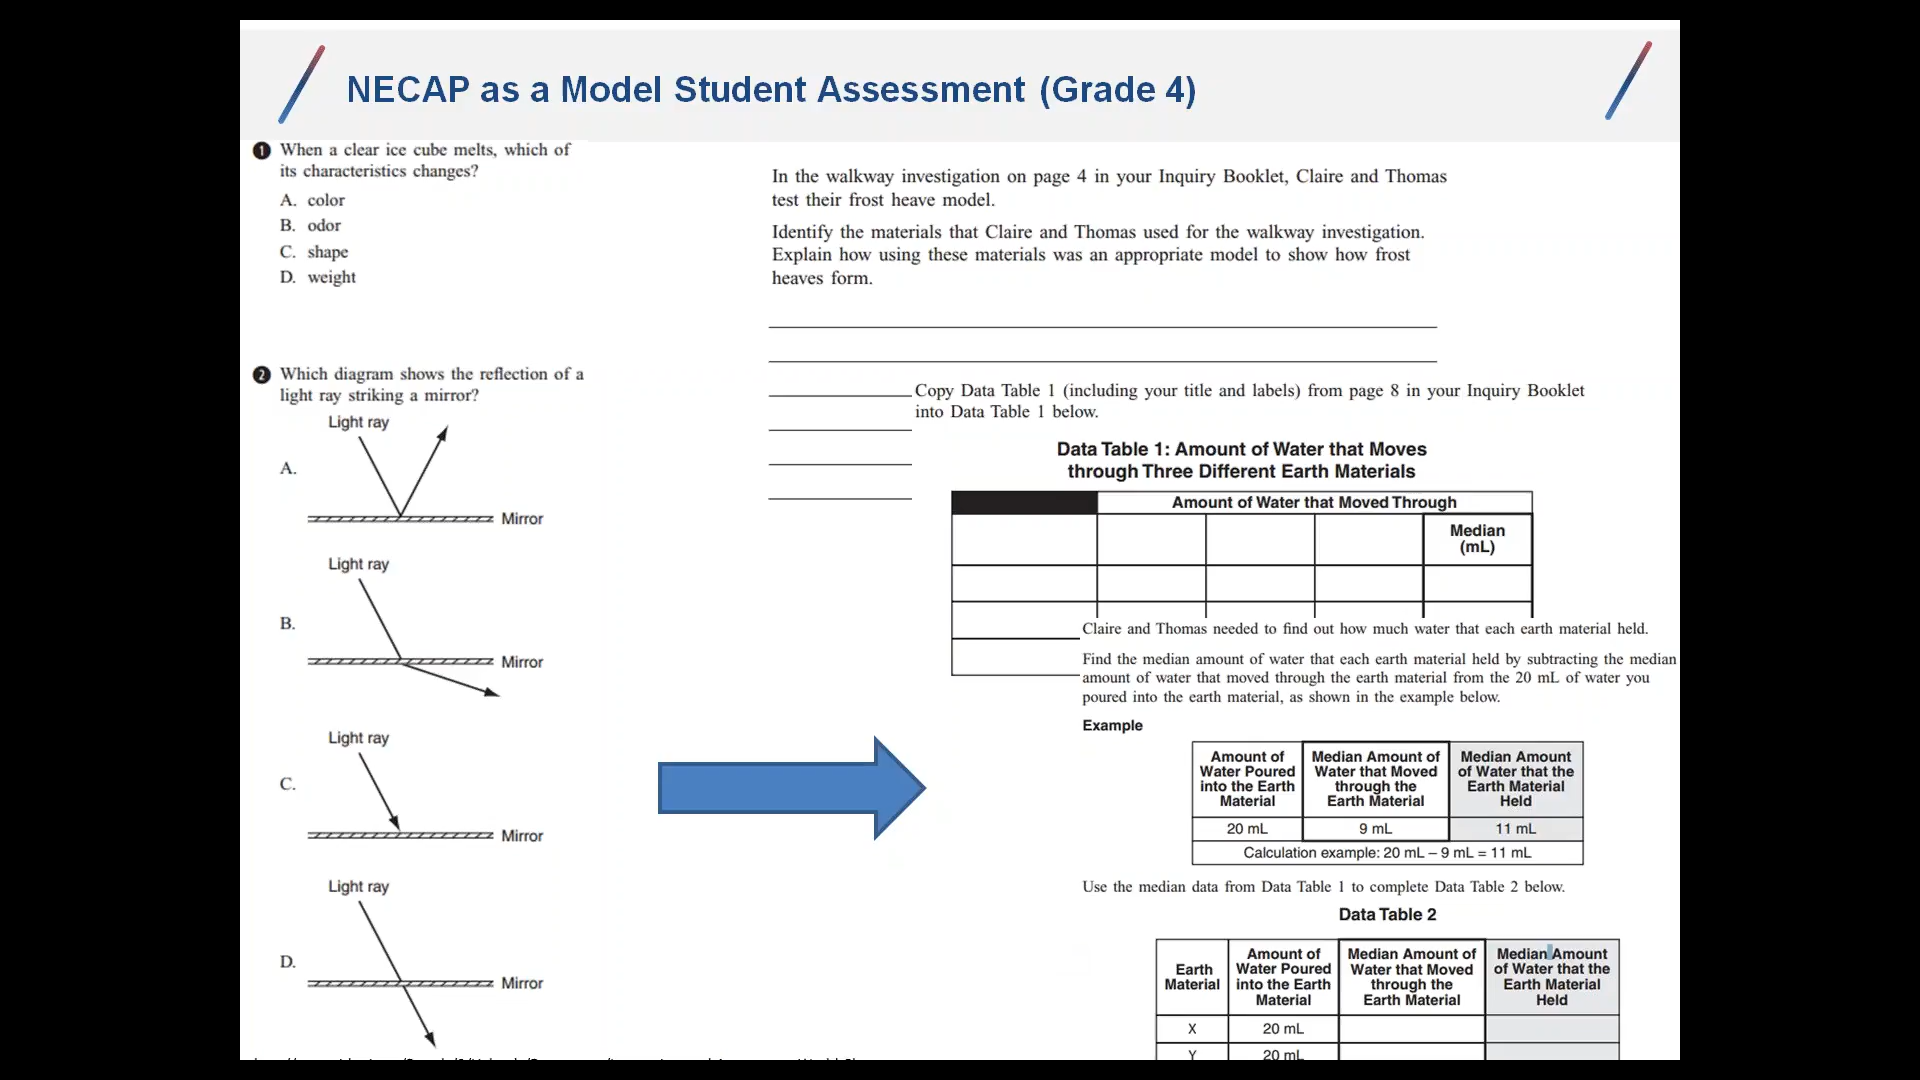 NECAP as a Model Student Assessment (Grade 4)
1 When a clear ice cube melts, which of
its characteristics changes?
A. color
B. odor
C. shape
D. weight
2 Which diagram shows the reflection of a
light ray striking a mirror?
Light ray
A.
Mirror
Light ray
B.
Mirror
Light ray
C.
Mirror
Light ray
D.
Mirror
In the walkway investigation on page 4 in your Inquiry Booklet, Claire and Thomas
test their frost heave model.
Identify the materials that Claire and Thomas used for the walkway investigation.
Explain how using these materials was an appropriate model to show how frost
heaves form.
Copy Data Table 1 (including your title and labels) from page 8 in your Inquiry Booklet
into Data Table 1 below.
Data Table 1: Amount of Water that Moves
through Three Different Earth Materials
Amount of Water that Moved Through
Median
(mL)
Claire and Thomas needed to find out how much water that each earth material held.
Find the median amount of water that each earth material held by subtracting the median
amount of water that moved through the earth material from the 20 mL of water you
poured into the earth material, as shown in the example below.
Example
Amount of
Water Poured
into the Earth
Material
Median Amount of
Water that Moved
through the
Earth Material
Median Amount
of Water that the
Earth Material
Held
20 mL
9 mL
11 mL
Calculation example: 20 mL – 9 mL = 11 mL
Use the median data from Data Table 1 to complete Data Table 2 below.
Data Table 2
Earth
Material
Amount of
Water Poured
into the Earth
Material
Median Amount of
Water that Moved
through the
Earth Material
Median Amount
of Water that the
Earth Material
Held
X
20 mL
Y
20 mL